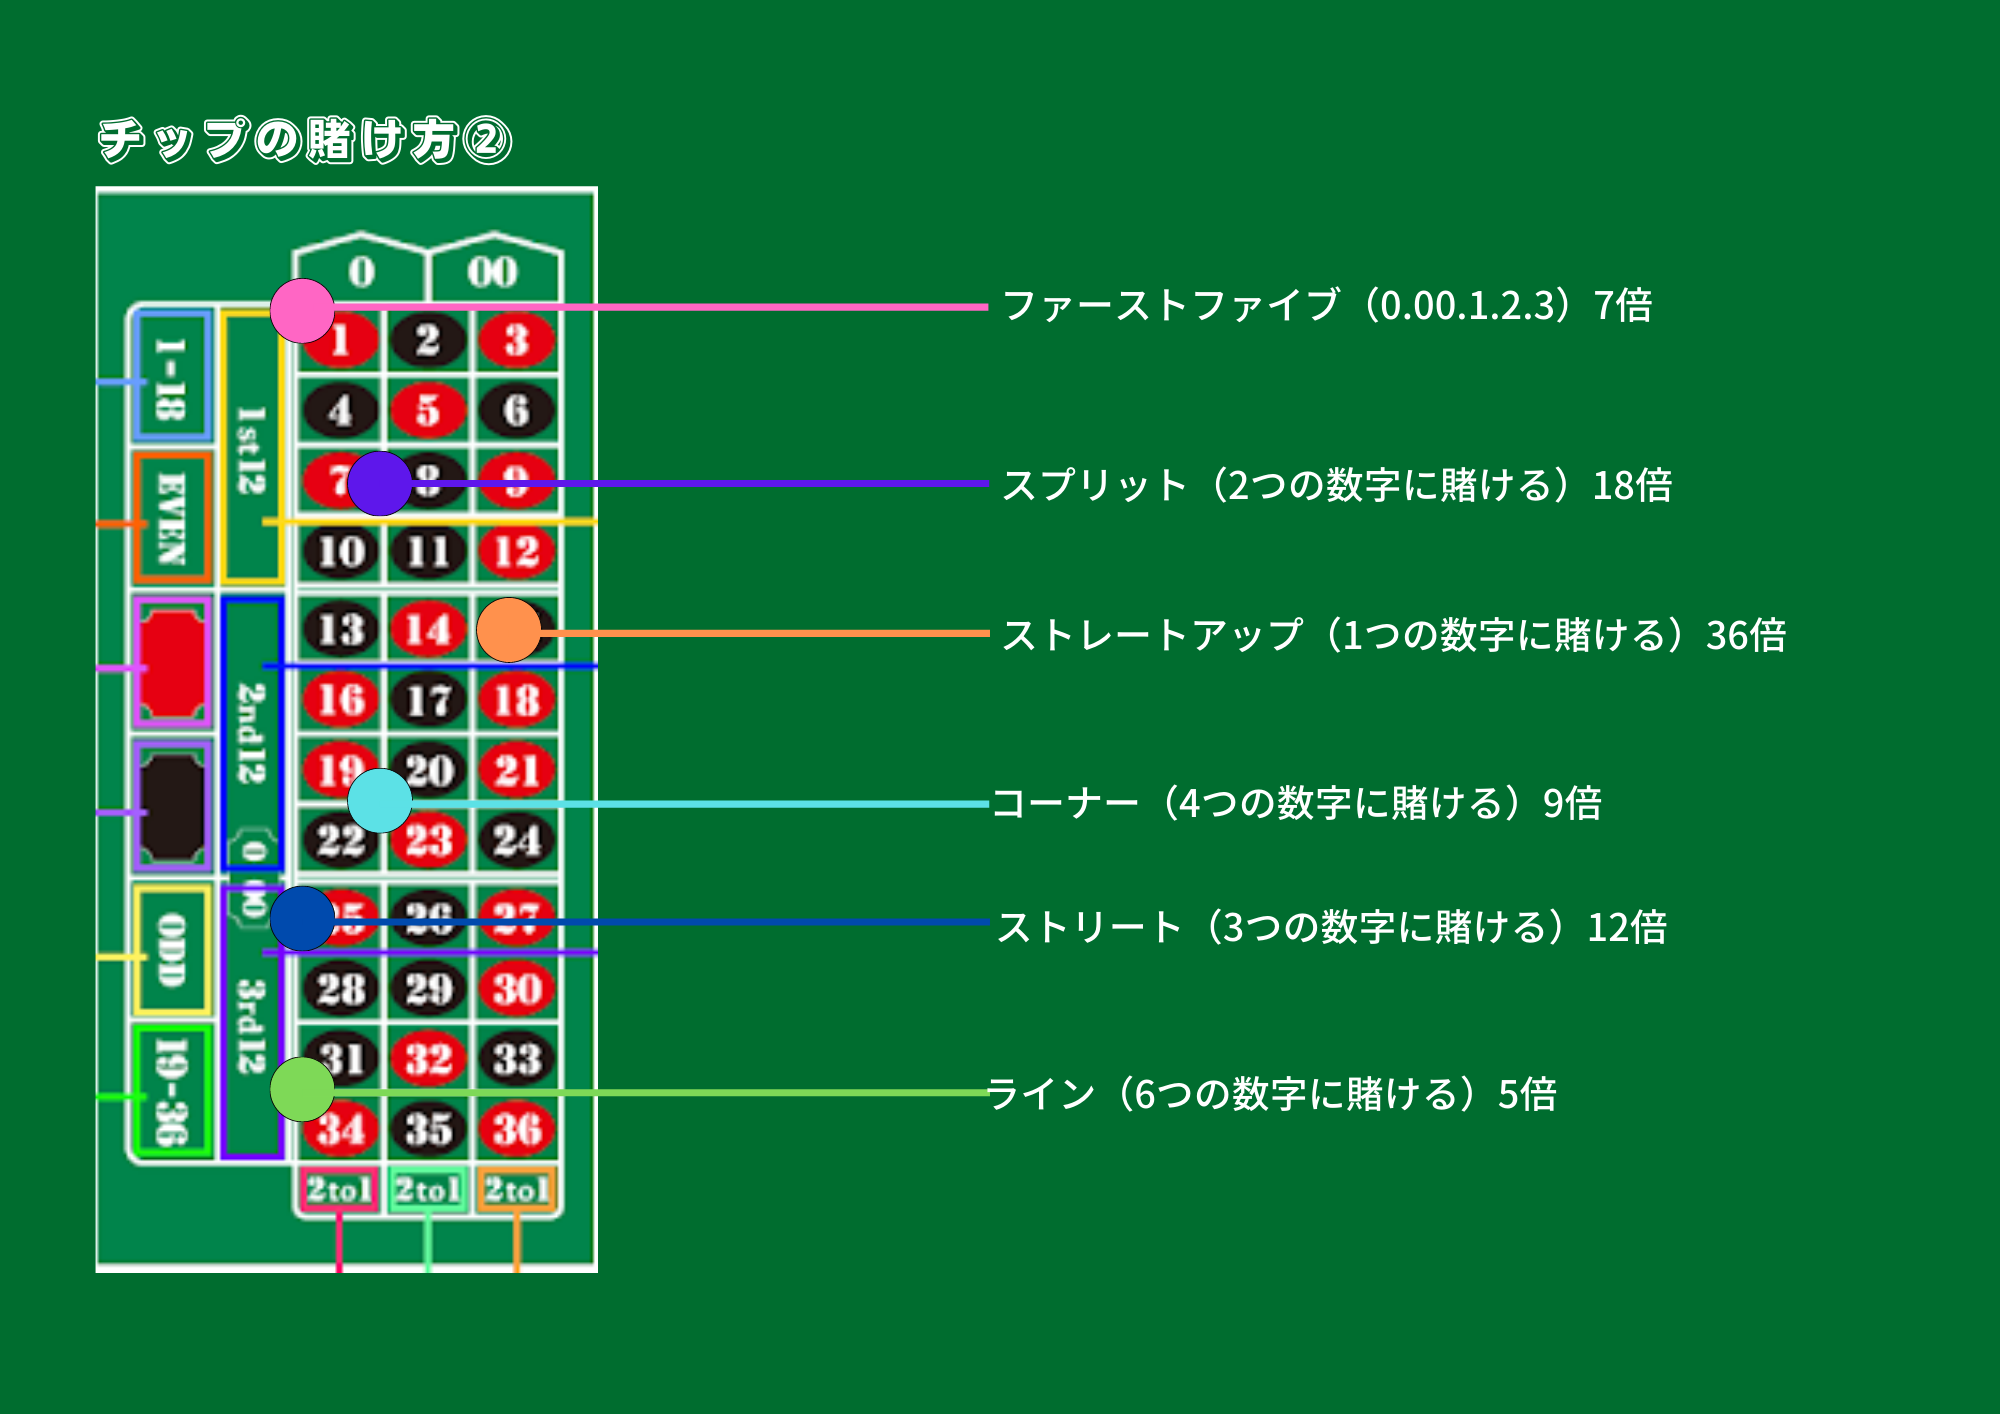 チップの賭け方②
0 00
1 2 3
4 5 6
7 8 9
10 11 12
13 14
16 17 18
19 20 21
22 23 24
25 26 27
28 29 30
31 32 33
34 35 36
2to1 2to1 2to1
1-18
EVEN
ODD
19-36
1st12
2nd12
0 00
3rd12
ファーストファイブ（0.00.1.2.3）7倍
スプリット（2つの数字に賭ける）18倍
ストレートアップ（1つの数字に賭ける）36倍
コーナー（4つの数字に賭ける）9倍
ストリート（3つの数字に賭ける）12倍
ライン（6つの数字に賭ける）5倍